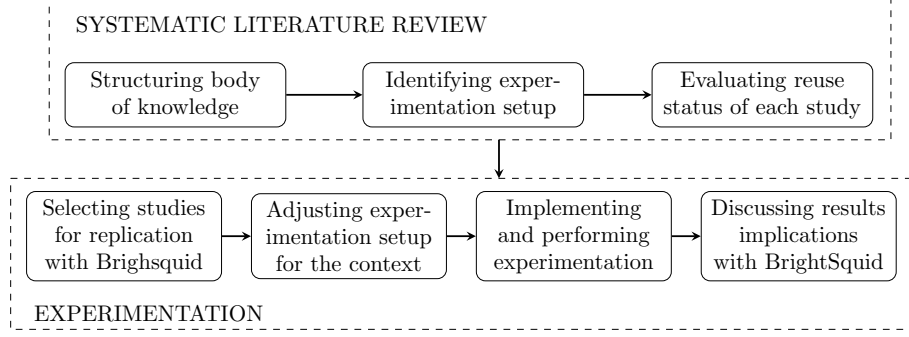 SYSTEMATIC LITERATURE REVIEW
Structuring body
of knowledge
Identifying exper-
imentation setup
Evaluating reuse
status of each study
Selecting studies
for replication
with Brighsquid
Adjusting exper-
imentation setup
for the context
Implementing
and performing
experimentation
Discussing results
implications
with BrightSquid
EXPERIMENTATION